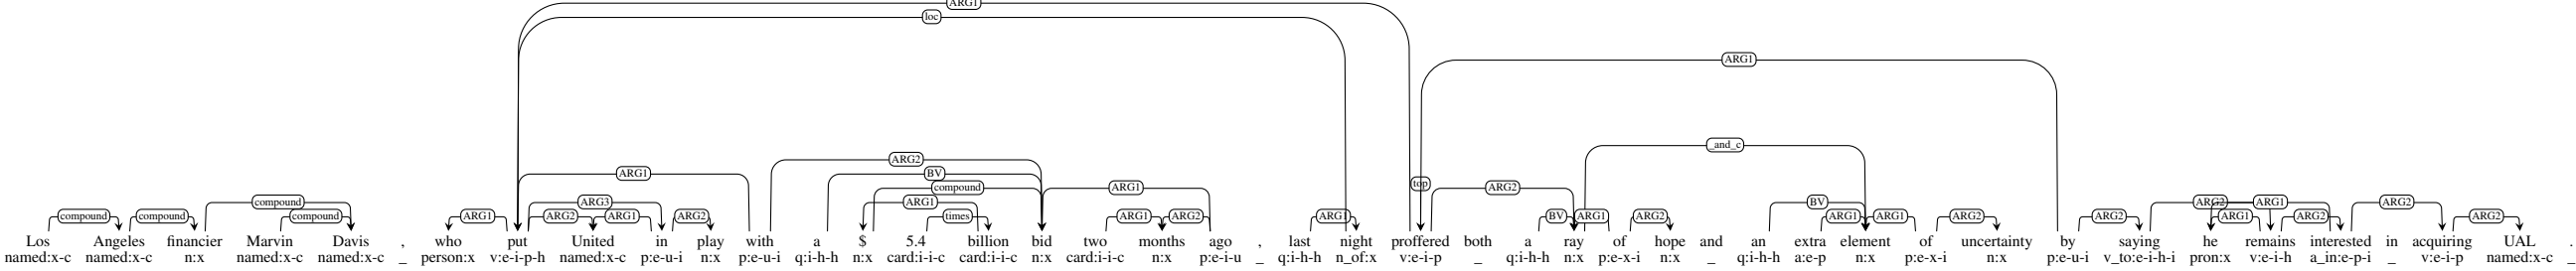 ARG1
loc
ARG1
_and_c
ARG2
ARG1 BV
top
compound ARG1 ARG2
compound ARG3 ARG1 BV ARG2 ARG1 ARG2
compound compound compound ARG1 ARG2 ARG1 ARG2 times ARG1 ARG2 ARG1 BV ARG1 ARG2 ARG1 ARG1 ARG2 ARG2 ARG1 ARG2 ARG2
Los Angeles financier Marvin Davis , who put United in play with a $ 5.4 billion bid two months ago , last night proffered both a ray of hope and an extra element of uncertainty by saying he remains interested in acquiring UAL .
named:x-c named:x-c n:x named:x-c named:x-c _ person:x v:e-i-p-h named:x-c p:e-u-i n:x p:e-u-i q:i-h-h n:x card:i-i-c card:i-i-c n:x card:i-i-c n:x p:e-i-u _ q:i-h-h n_of:x v:e-i-p _ q:i-h-h n:x p:e-x-i n:x _ q:i-h-h a:e-p n:x p:e-x-i n:x p:e-u-i v_to:e-i-h-i pron:x v:e-i-h a_in:e-p-i _ v:e-i-p named:x-c _